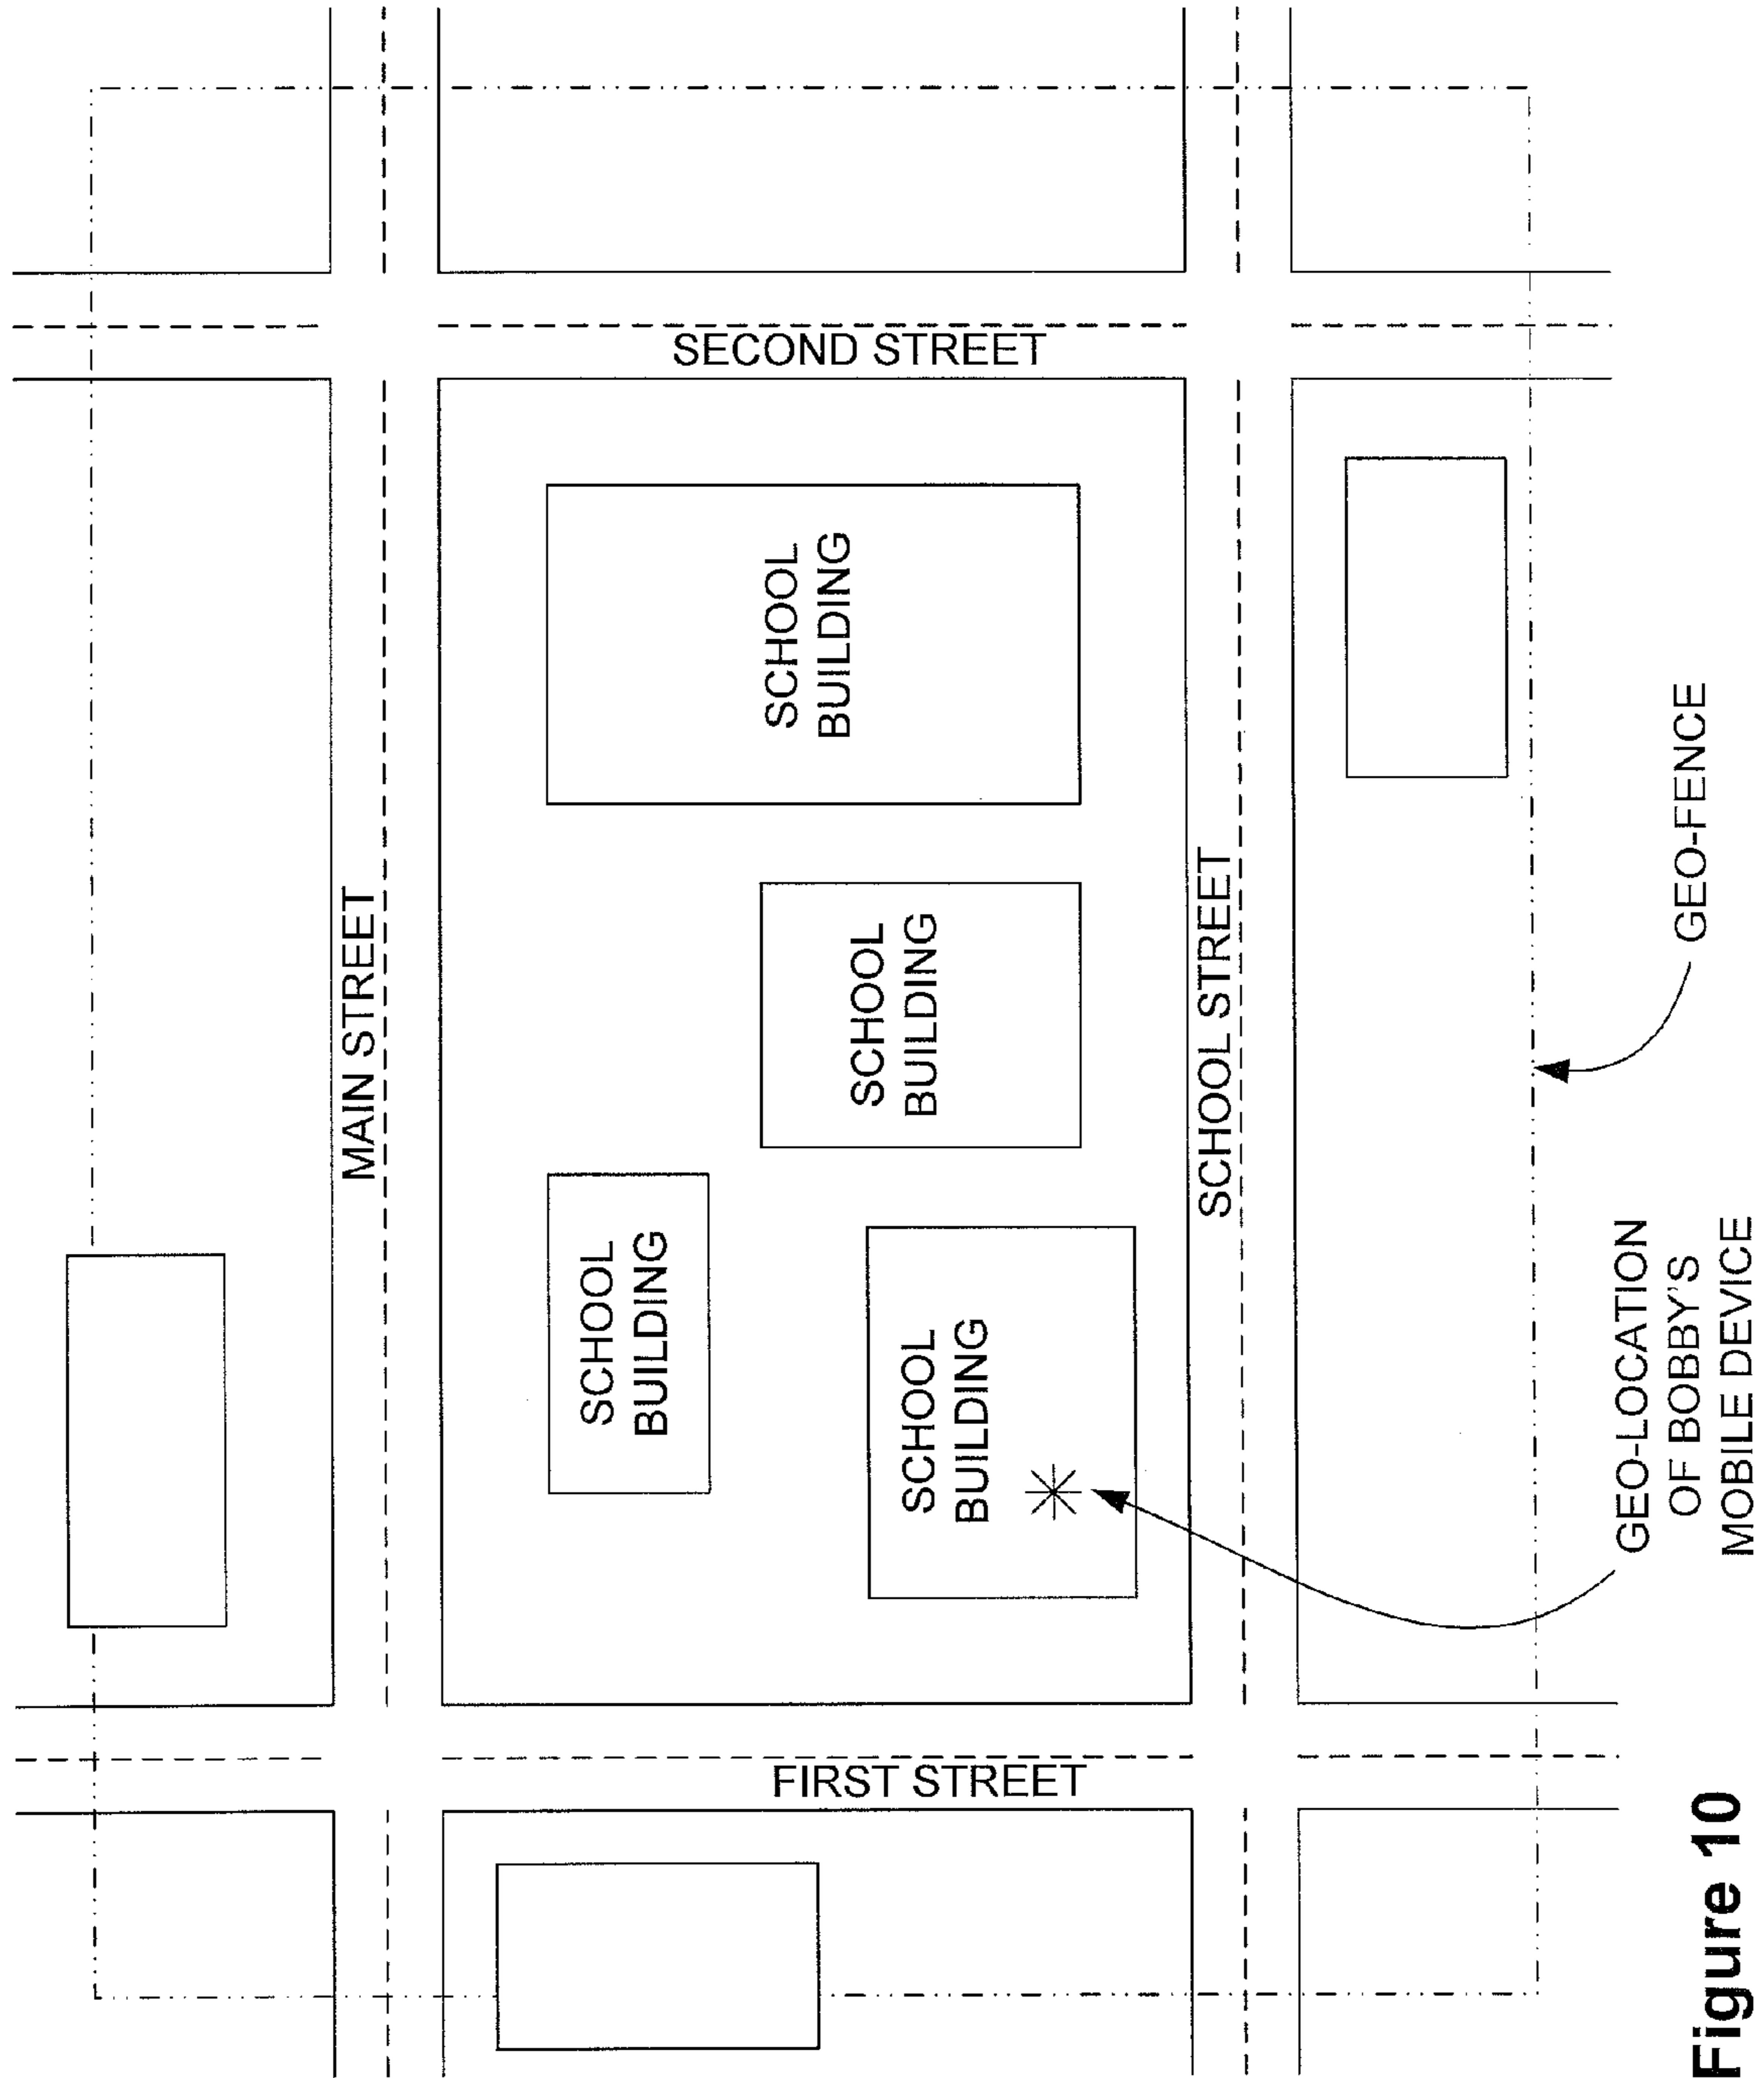 MAIN STREET
SECOND STREET
SCHOOL
BUILDING
SCHOOL
BUILDING
SCHOOL
BUILDING
SCHOOL
BUILDING
SCHOOL STREET
FIRST STREET
GEO-LOCATION
OF BOBBY'S
MOBILE DEVICE
GEO-FENCE
Figure 10